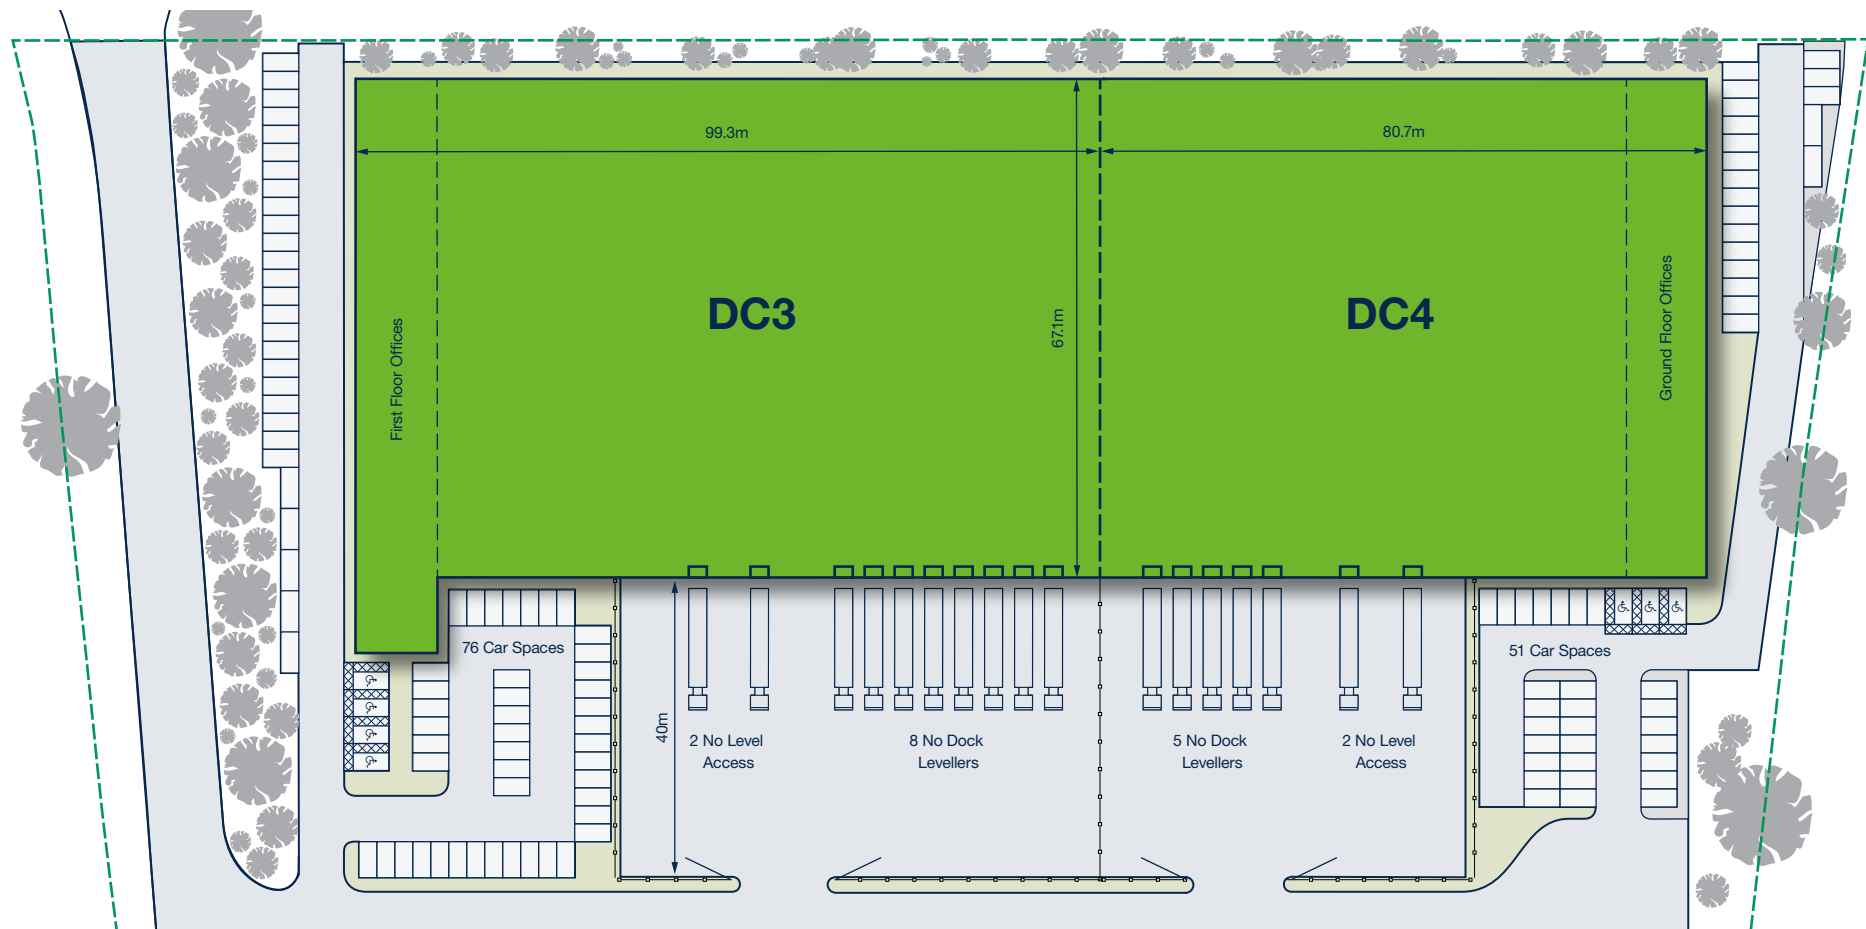 99.3m
80.7m
DC3
DC4
67.1m
First Floor Offices
Ground Floor Offices
76 Car Spaces
51 Car Spaces
40m
2 No Level
Access
8 No Dock
Levellers
5 No Dock
Levellers
2 No Level
Access